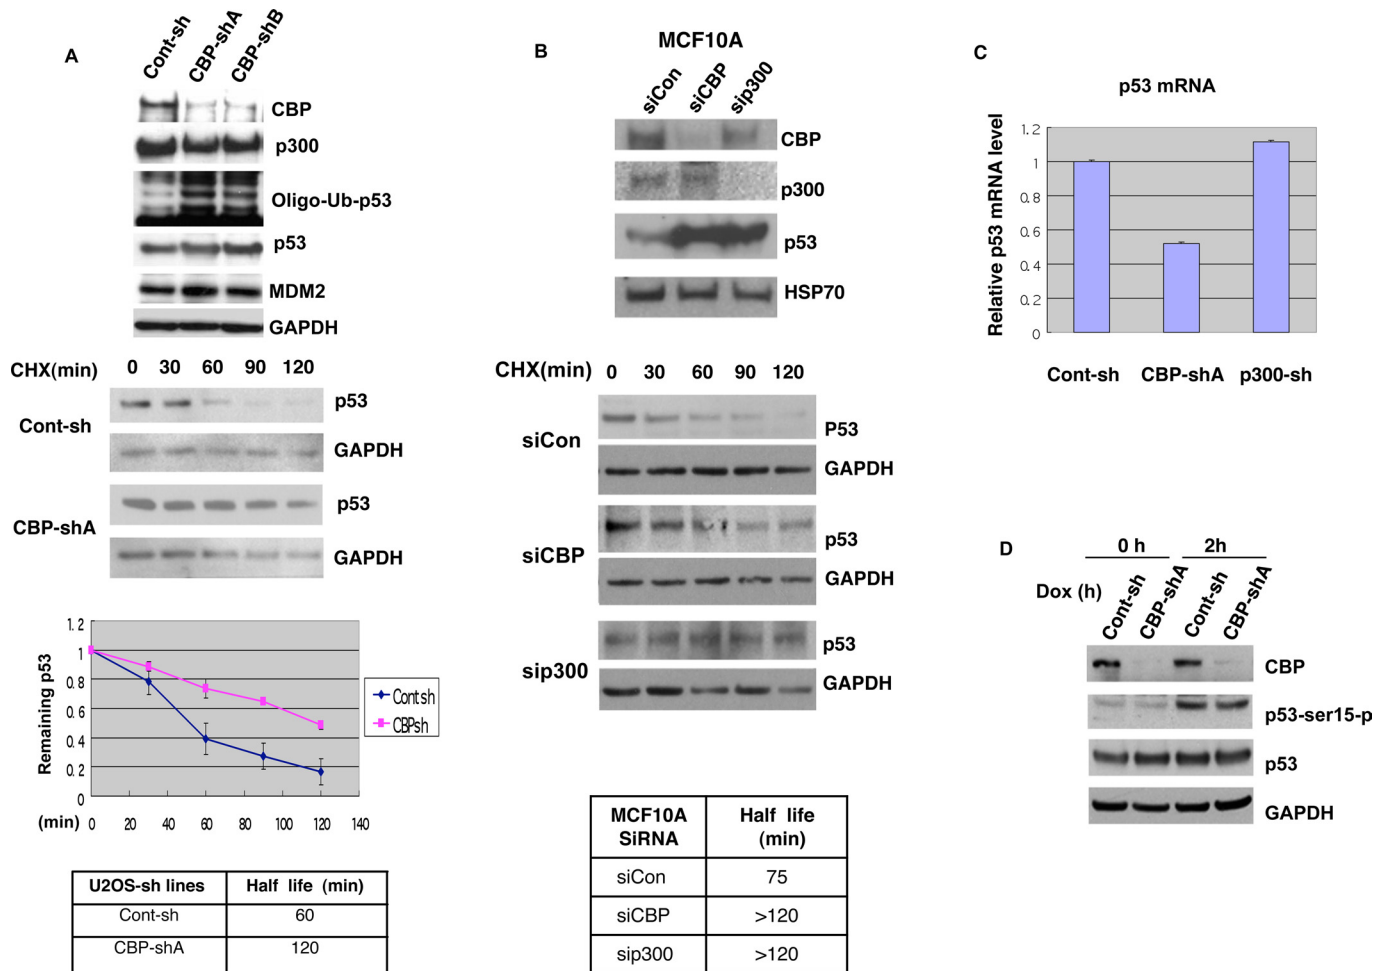 A
Cont-sh
CBP-shA
CBP-shB
CBP
p300
Oligo-Ub-p53
p53
MDM2
GAPDH
CHX(min) 0 30 60 90 120
Cont-sh
p53
GAPDH
CBP-shA
p53
GAPDH
Remaining p53
1.2
1
0.8
0.6
0.4
0.2
0
(min) 0 20 40 60 80 100 120 140
Cont sh
CBPsh
U2OS-sh lines Half life (min)
Cont-sh 60
CBP-shA 120
B
MCF10A
siCon
siCBP
sip300
CBP
p300
p53
HSP70
CHX(min) 0 30 60 90 120
siCon
P53
GAPDH
siCBP
p53
GAPDH
sip300
p53
GAPDH
MCF10A SiRNA
Half life (min)
siCon 75
siCBP >120
sip300 >120
C
p53 mRNA
Relative p53 mRNA level
1.2
1
0.8
0.6
0.4
0.2
0
Cont-sh CBP-shA p300-sh
D
0 h 2h
Dox (h)
Cont-sh
CBP-shA
Cont-sh
CBP-shA
CBP
p53-ser15-p
p53
GAPDH